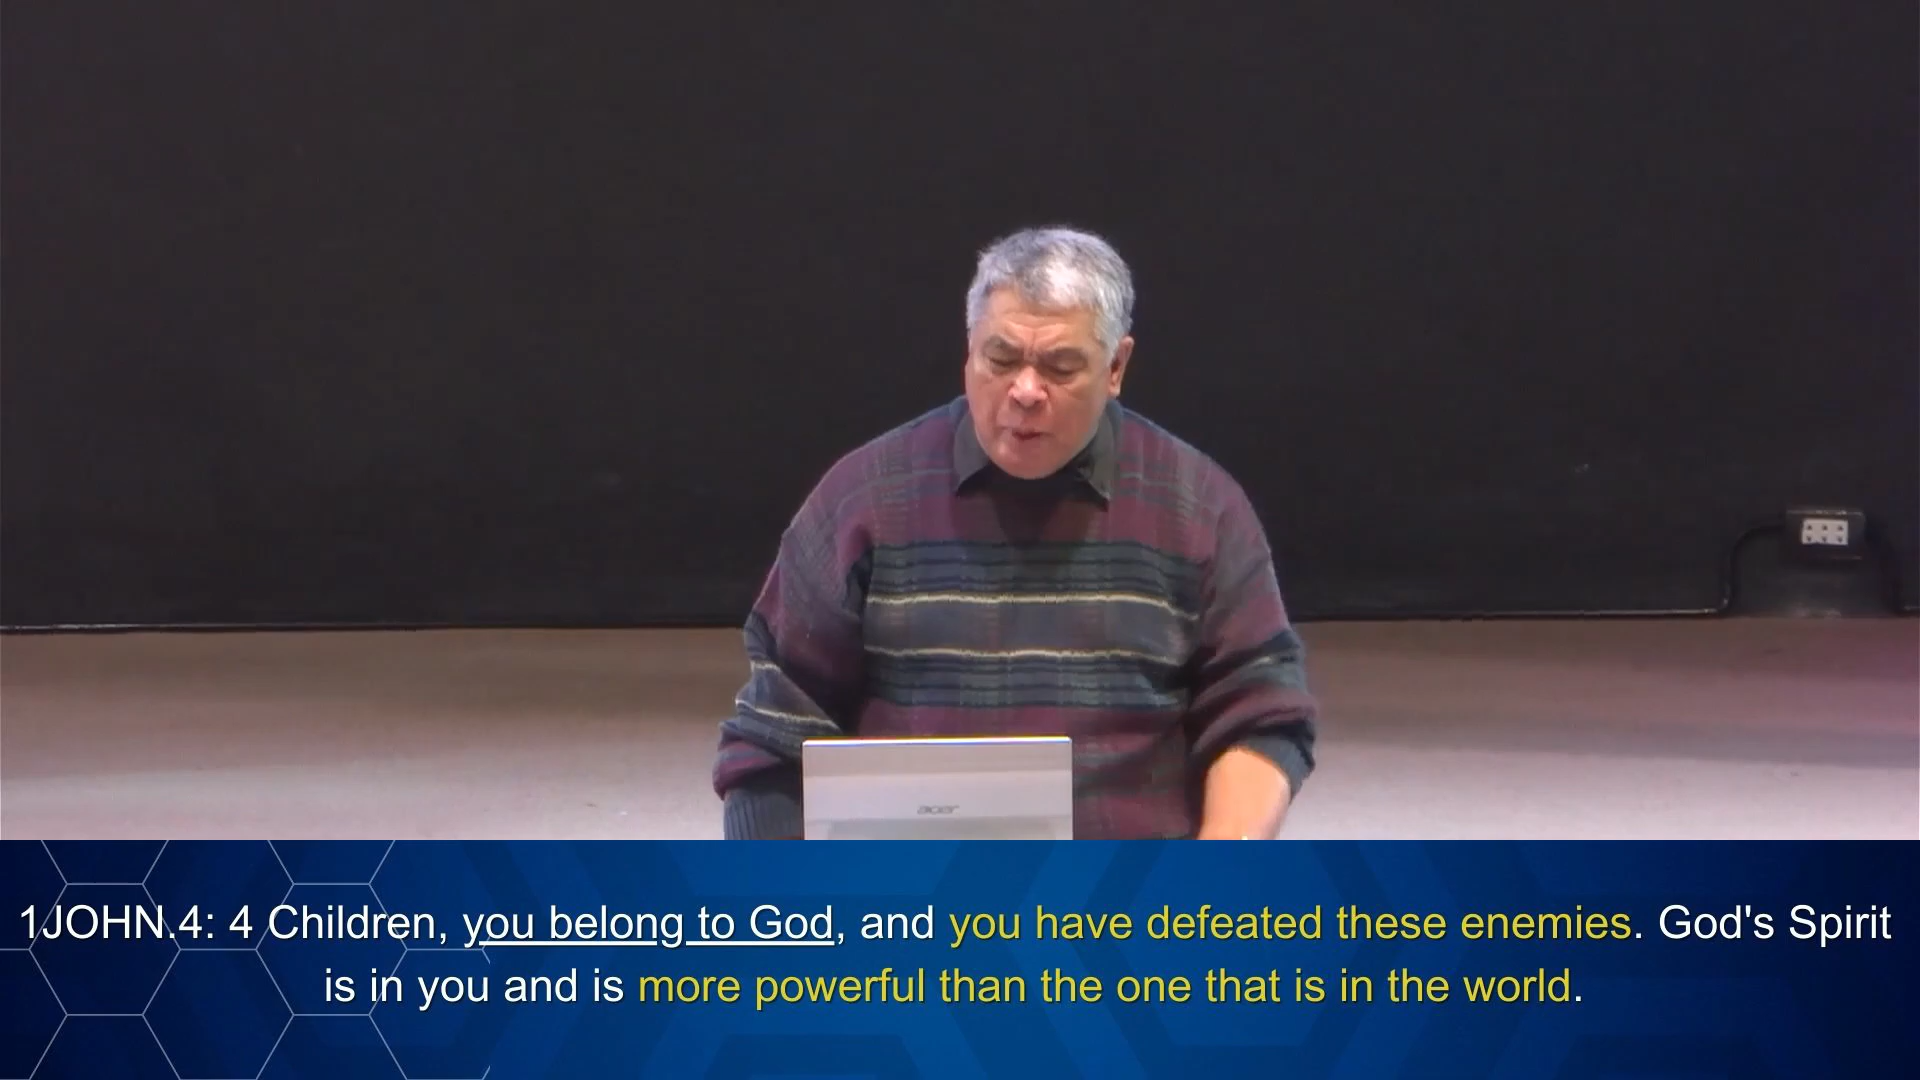 acer
1JOHN.4: 4 Children, you belong to God, and you have defeated these enemies. God's Spirit
is in you and is more powerful than the one that is in the world.